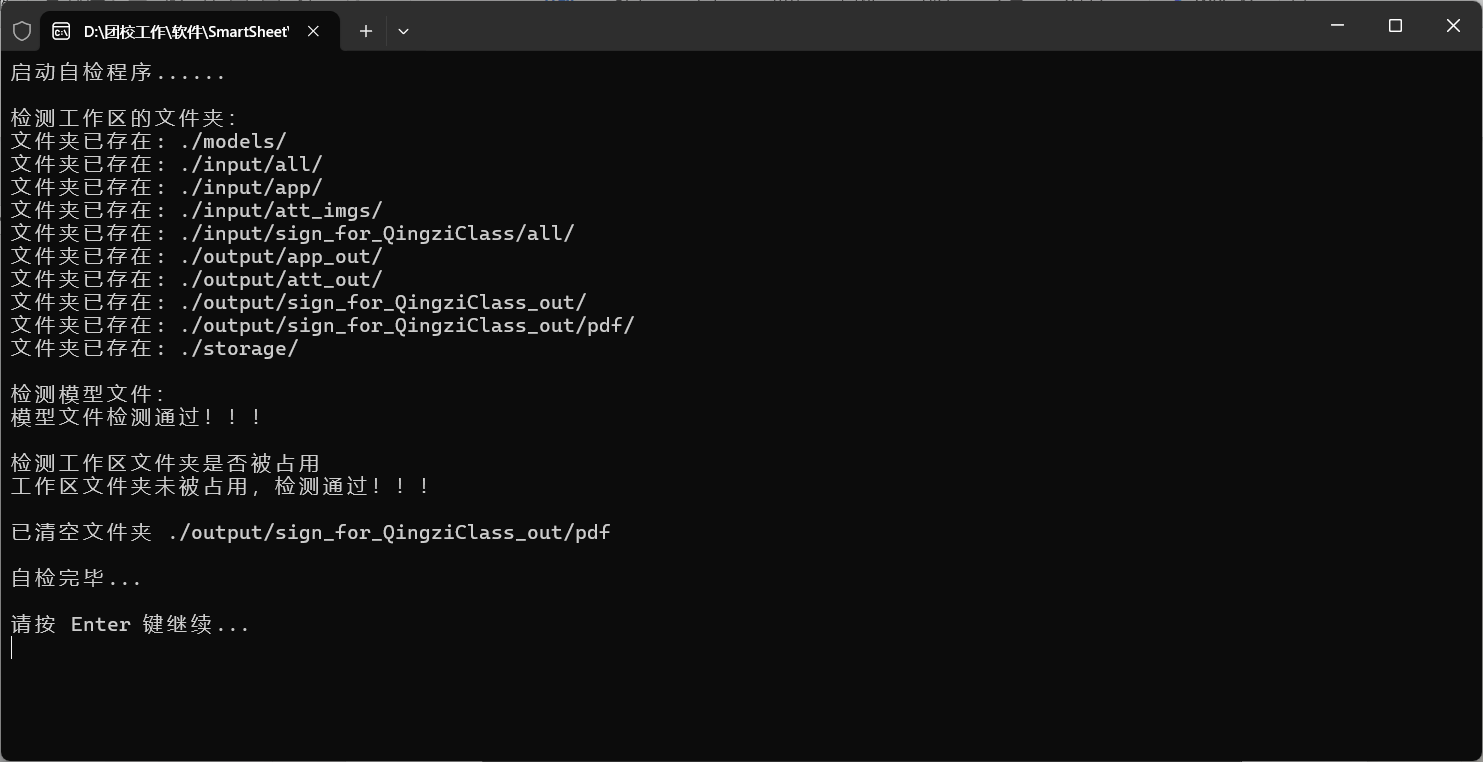 D:\团校工作\软件\SmartSheet'
启动自检程序......
检测工作区的文件夹:
文件夹已存在: ./models/
文件夹已存在: ./input/all/
文件夹已存在: ./input/app/
文件夹已存在: ./input/att_imgs/
文件夹已存在: ./input/sign_for_QingziClass/all/
文件夹已存在: ./output/app_out/
文件夹已存在: ./output/att_out/
文件夹已存在: ./output/sign_for_QingziClass_out/
文件夹已存在: ./output/sign_for_QingziClass_out/pdf/
文件夹已存在: ./storage/
检测模型文件:
模型文件检测通过!!!
检测工作区文件夹是否被占用
工作区文件夹未被占用, 检测通过!!!
已清空文件夹 ./output/sign_for_QingziClass_out/pdf
自检完毕...
请按 Enter 键继续...